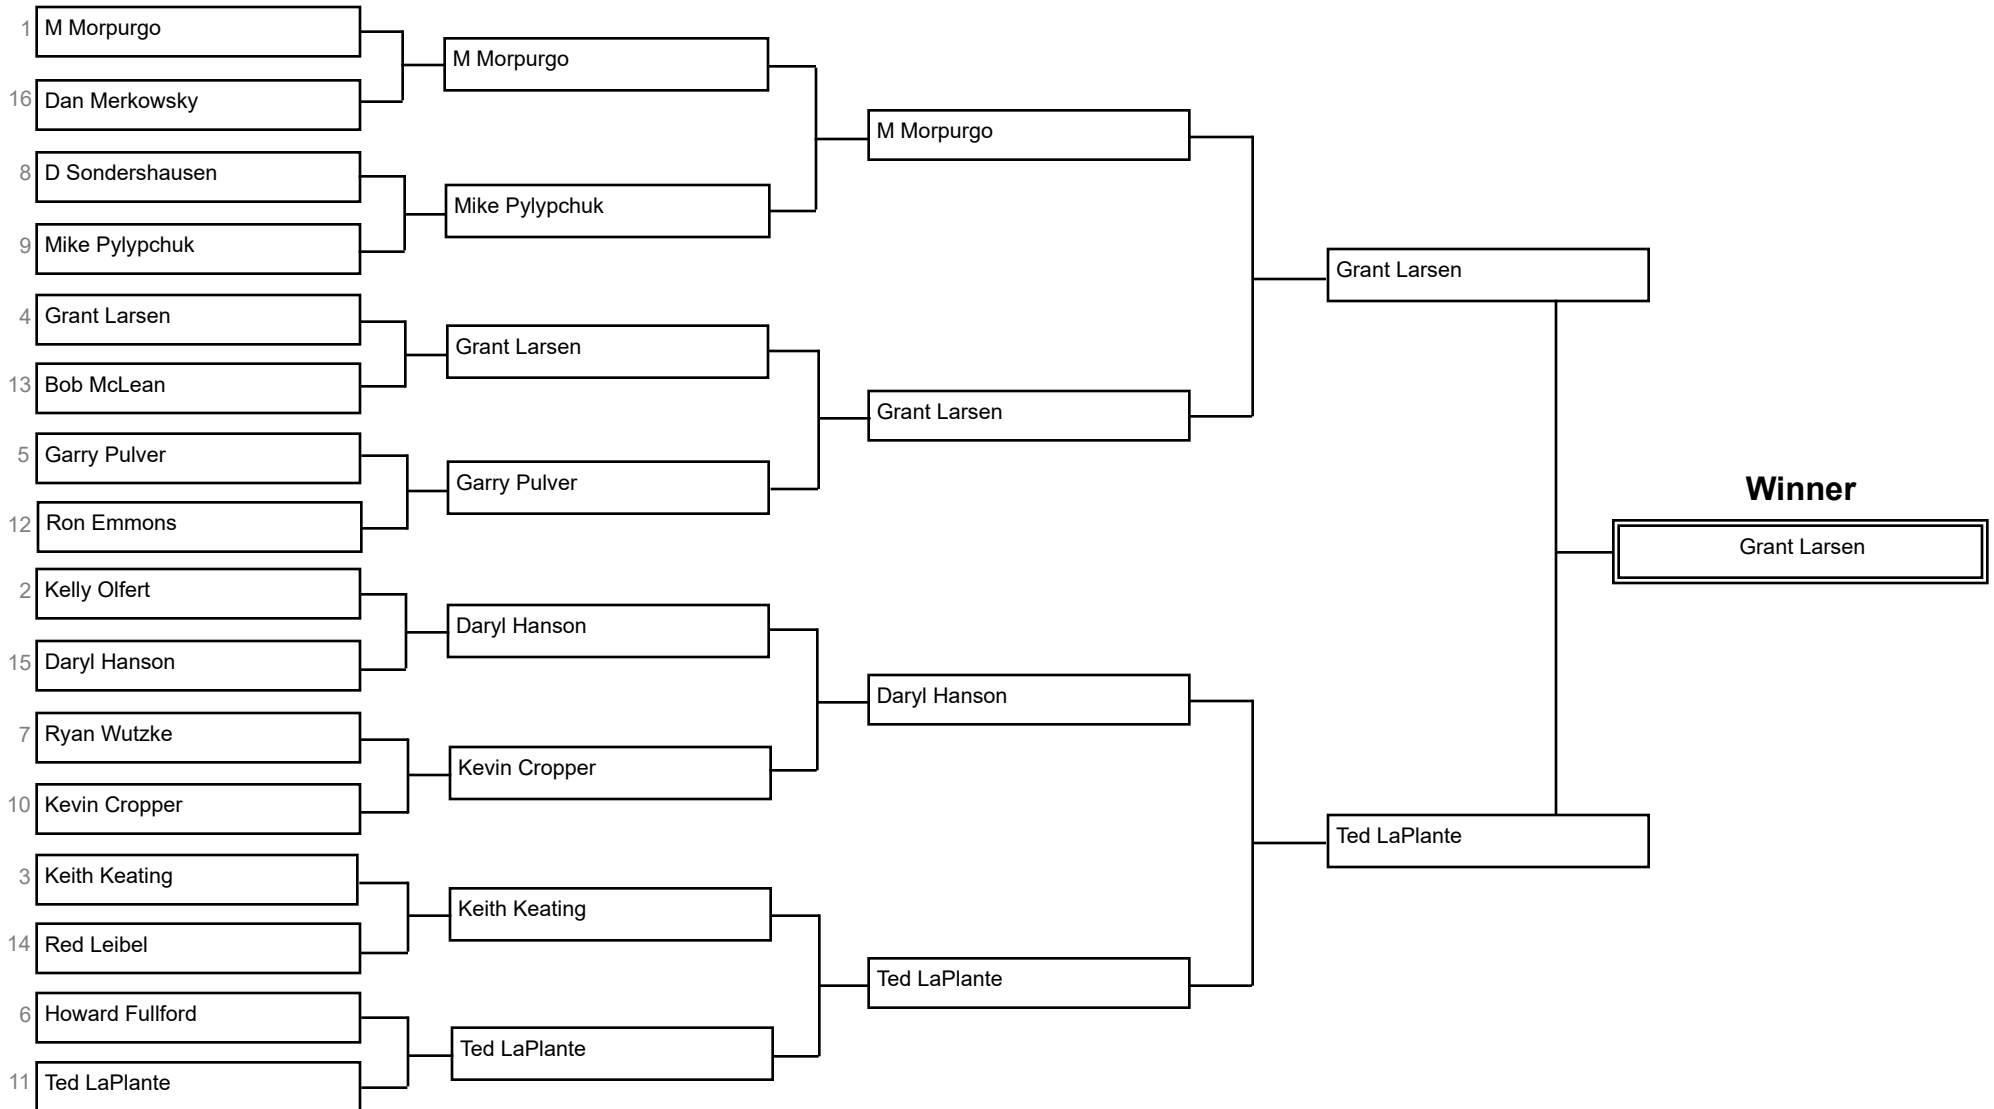 1 M Morpurgo
16 Dan Merkowsky
8 D Sondershausen
9 Mike Pylypchuk
4 Grant Larsen
13 Bob McLean
5 Garry Pulver
12 Ron Emmons
2 Kelly Olfert
15 Daryl Hanson
7 Ryan Wutzke
10 Kevin Cropper
3 Keith Keating
14 Red Leibel
6 Howard Fullford
11 Ted LaPlante
M Morpurgo
Mike Pylypchuk
Grant Larsen
Garry Pulver
Daryl Hanson
Kevin Cropper
Keith Keating
Ted LaPlante
M Morpurgo
Grant Larsen
Daryl Hanson
Ted LaPlante
Grant Larsen
Ted LaPlante
Winner
Grant Larsen